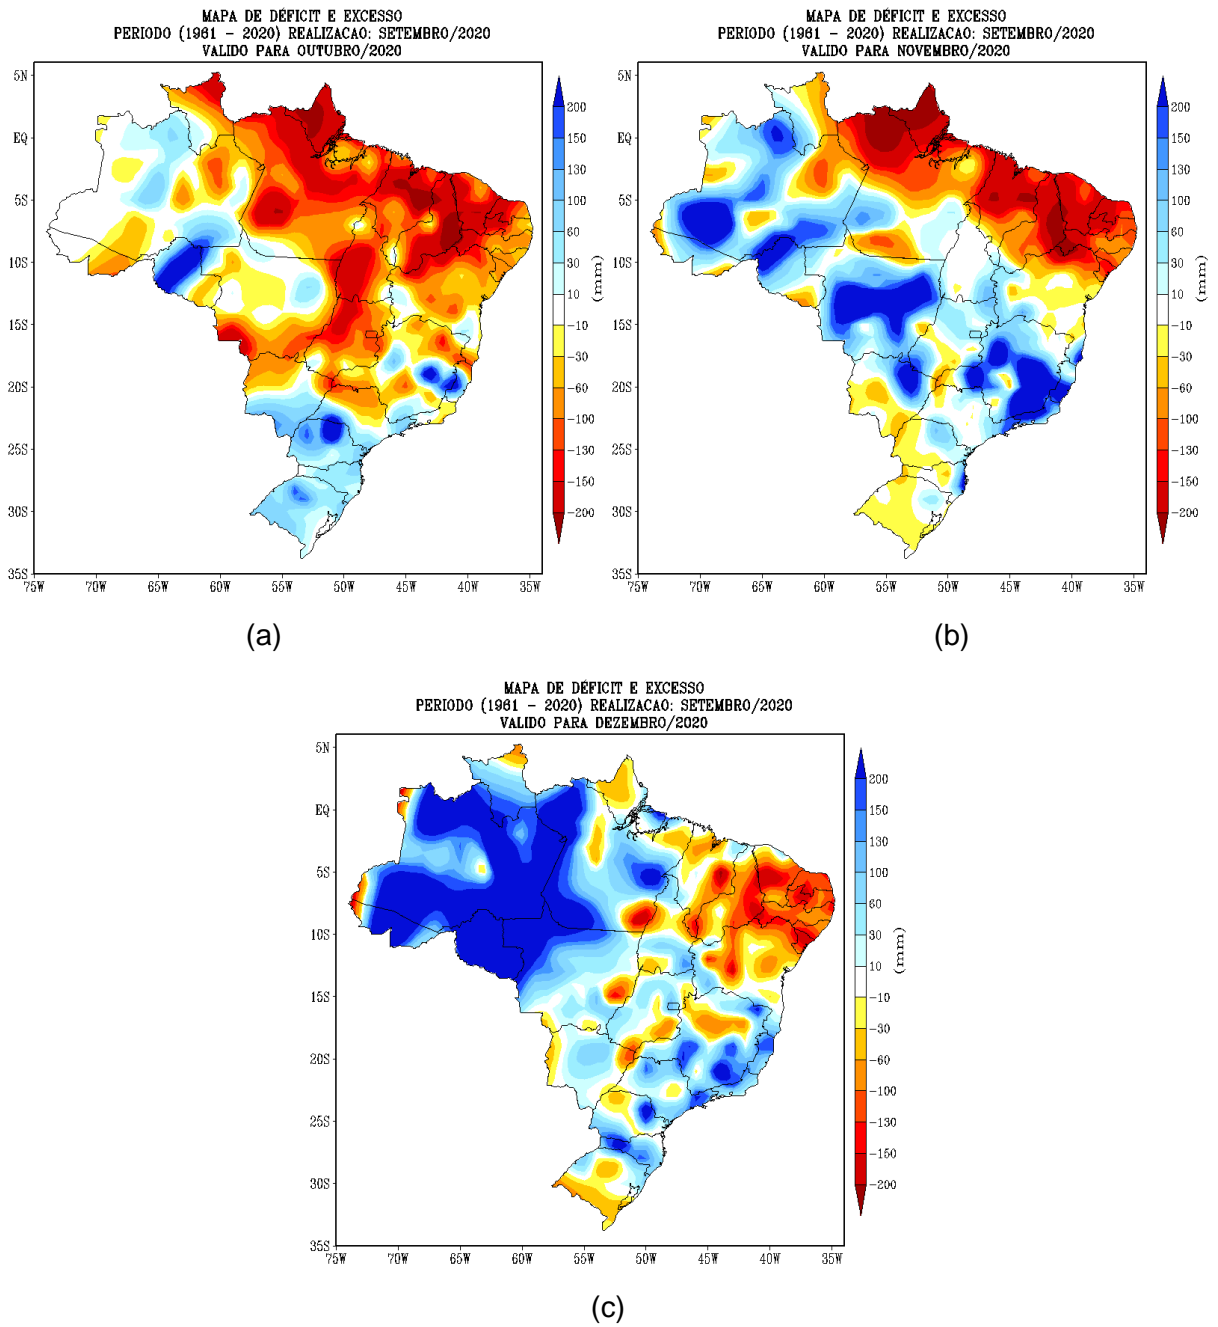 MAPA DE DÉFICIT E EXCESSO
PERIODO (1961 – 2020) REALIZACAO: SETEMBRO/2020
VALIDO PARA OUTUBRO/2020
5N
EQ
5S
10S
15S
20S
25S
30S
35S
75W 70W 65W 60W 55W 50W 45W 40W 35W
200
150
130
100
60
30
10
-10
-30
-60
-100
-130
-150
-200
(mm)
(a)
MAPA DE DÉFICIT E EXCESSO
PERIODO (1961 – 2020) REALIZACAO: SETEMBRO/2020
VALIDO PARA NOVEMBRO/2020
5N
EQ
5S
10S
15S
20S
25S
30S
35S
75W 70W 65W 60W 55W 50W 45W 40W 35W
200
150
130
100
60
30
10
-10
-30
-60
-100
-130
-150
-200
(mm)
(b)
MAPA DE DÉFICIT E EXCESSO
PERIODO (1961 – 2020) REALIZACAO: SETEMBRO/2020
VALIDO PARA DEZEMBRO/2020
5N
EQ
5S
10S
15S
20S
25S
30S
35S
75W 70W 65W 60W 55W 50W 45W 40W 35W
200
150
130
100
60
30
10
-10
-30
-60
-100
-130
-150
-200
(mm)
(c)